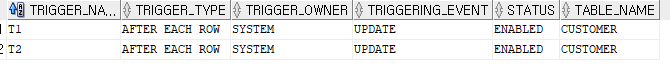 TRIGGER_NA... TRIGGER_TYPE TRIGGER_OWNER TRIGGERING_EVENT STATUS TABLE_NAME
1 T1 AFTER EACH ROW SYSTEM UPDATE ENABLED CUSTOMER
2 T2 AFTER EACH ROW SYSTEM UPDATE ENABLED CUSTOMER